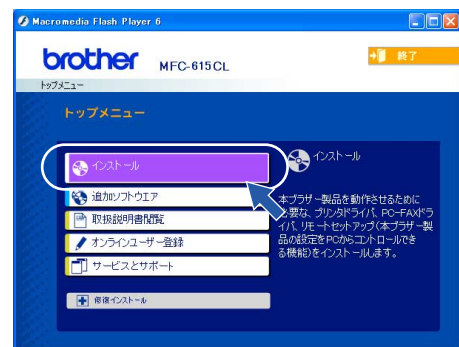 Macromedia Flash Player 6
brother MFC-615CL
終了
トップメニュー
トップメニュー
インストール
追加ソフトウエア
取扱説明書閲覧
オンラインユーザー登録
サービスとサポート
修復インストール
インストール
本ブラザー製品を動作させるために
必要な、プリンタドライバ、PC-FAXドラ
イバ、リモートセットアップ(本ブラザー製
品の設定をPCからコントロールでき
る機能)をインストールします。